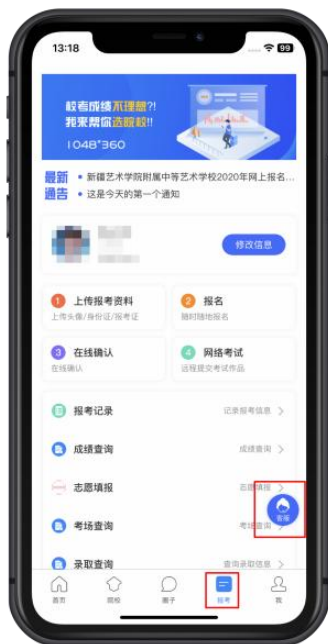 13:18
99
校考成绩不理想?!
我来帮你选院校!!
1048*360
最新
通告
• 新疆艺术学院附属中等艺术学校2020年网上报名...
• 这是今天的第一个通知
修改信息
1 上传报考资料
上传头像/身份证/报考证
2 报名
随时随地报名
3 在线确认
在线确认
4 网络考试
远程提交考试作品
报考记录
记录报考信息 >
成绩查询
成绩查询 >
志愿填报
志愿填报 >
客服
考场查询
考场查询 >
录取查询
查询录取信息 >
首页
院校
圈子
报考
我